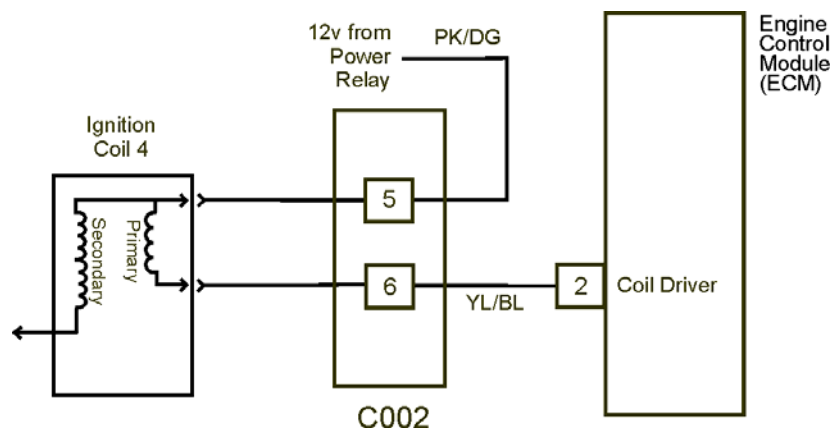 12v from
Power
Relay
PK/DG
Engine
Control
Module
(ECM)
Ignition
Coil 4
Secondary
Primary
5
6
YL/BL
2
Coil Driver
C002